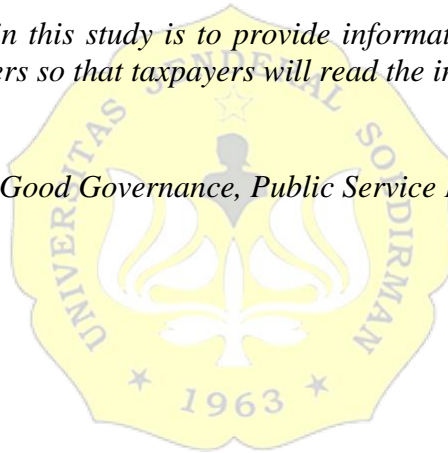 in this study is to provide informat
ers so that taxpayers will read the in
Good Governance, Public Service
UNIVERSITAS JENDERAL SOEDIRMAN
1963